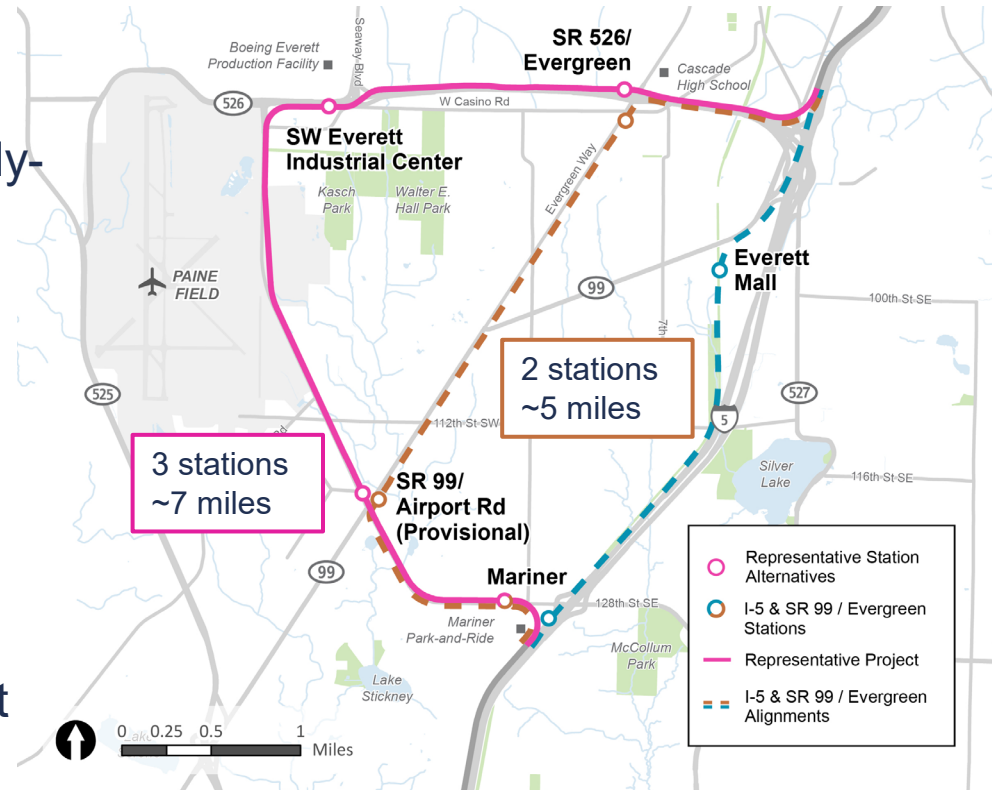 SR 526/
Evergreen
Boeing Everett
Production Facility
Seaway Blvd
Cascade
High School
526
W Casino Rd
ly-
SW Everett
Industrial Center
Kasch
Park
Walter E.
Hall Park
Evergreen Way
PAINE
FIELD
Everett
Mall
99
100th St SE
7th
2 stations
~5 miles
525
527
5
112th St SW
Rd
3 stations
~7 miles
SR 99/
Airport Rd
(Provisional)
Silver
Lake
116th St SE
99
Mariner
128th St SE
Mariner
Park-and-Ride
McCollum
Park
Lake
Stickney
t
0 0.25 0.5 1
Miles
Representative Station
Alternatives
I-5 & SR 99 / Evergreen
Stations
Representative Project
I-5 & SR 99 / Evergreen
Alignments